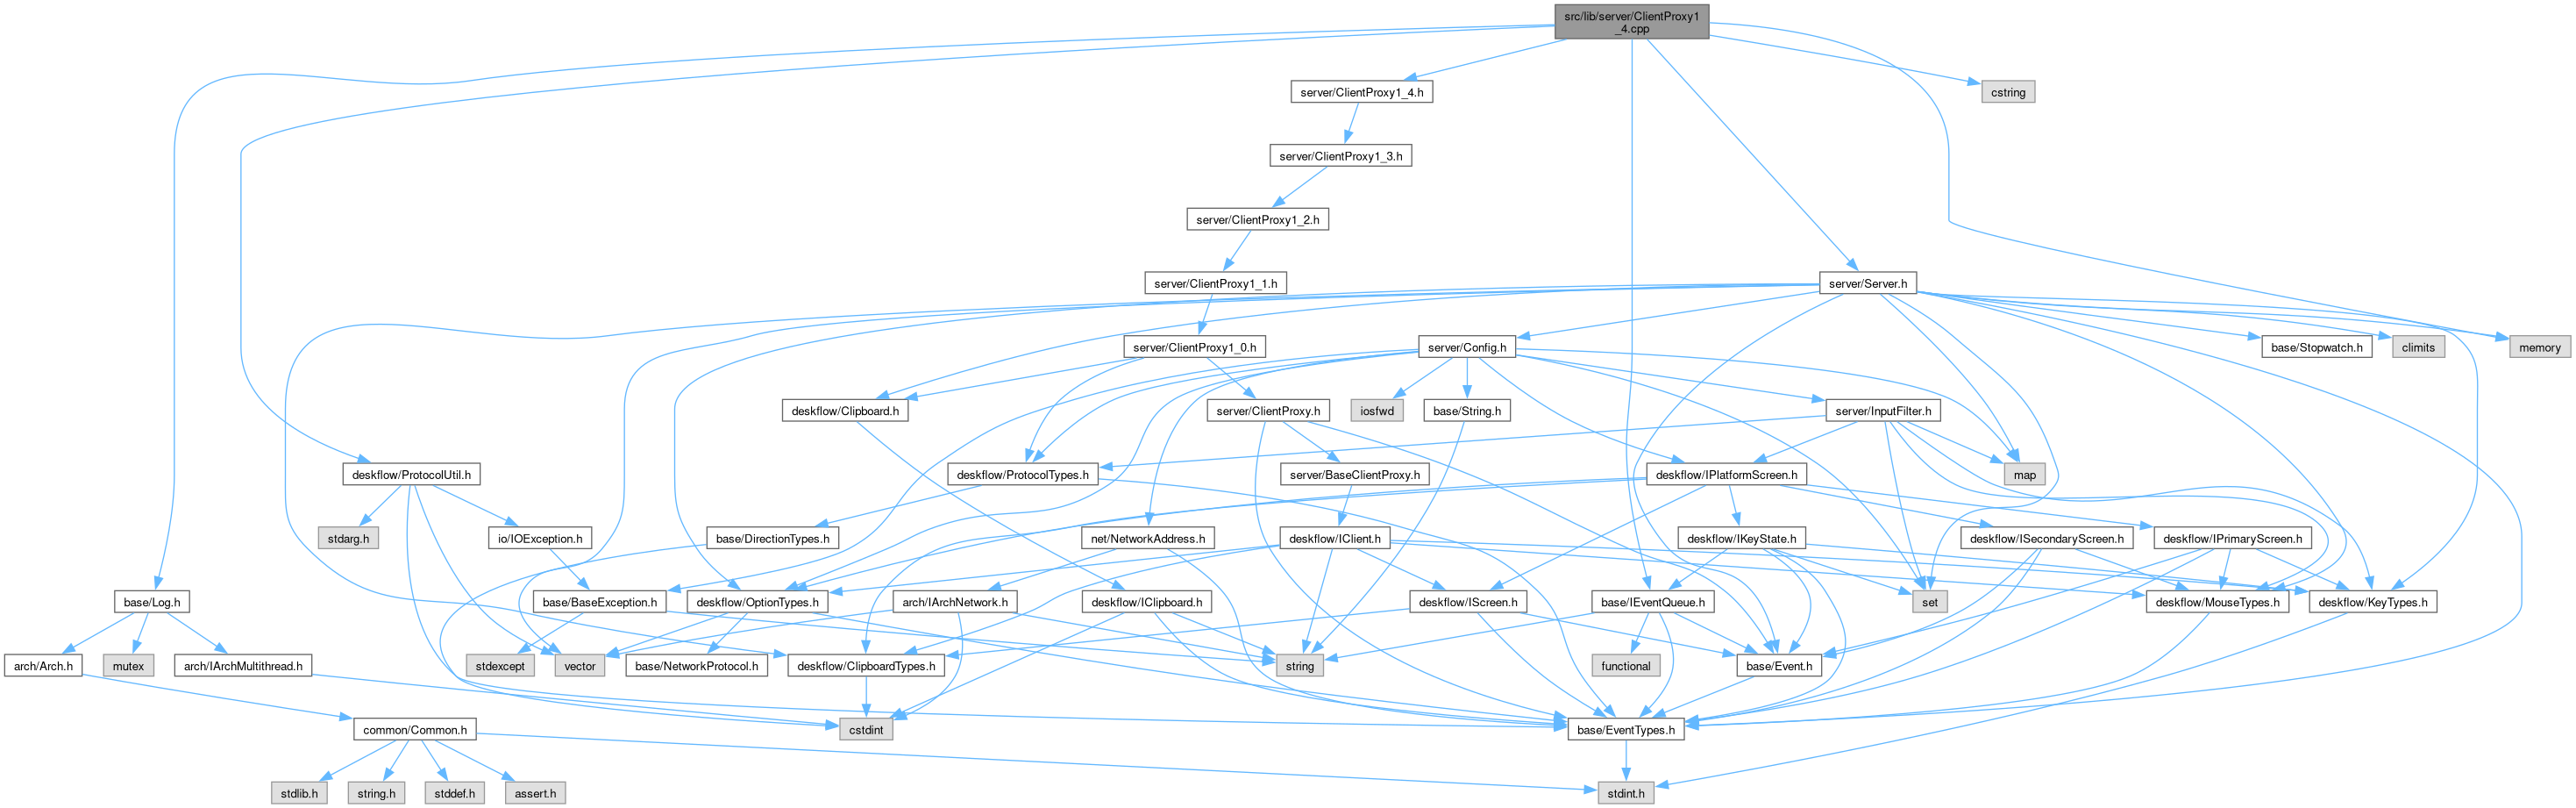 src/lib/server/ClientProxy1
_4.cpp
server/ClientProxy1_4.h
cstring
server/ClientProxy1_3.h
server/ClientProxy1_2.h
server/ClientProxy1_1.h
server/Server.h
server/ClientProxy1_0.h
server/Config.h
base/Stopwatch.h
climits
memory
deskflow/Clipboard.h
server/ClientProxy.h
iosfwd
base/String.h
server/InputFilter.h
deskflow/ProtocolUtil.h
deskflow/ProtocolTypes.h
server/BaseClientProxy.h
deskflow/IPlatformScreen.h
map
stdarg.h
io/IOException.h
base/DirectionTypes.h
net/NetworkAddress.h
deskflow/IClient.h
deskflow/IKeyState.h
deskflow/ISecondaryScreen.h
deskflow/IPrimaryScreen.h
base/Log.h
base/BaseException.h
deskflow/OptionTypes.h
arch/IArchNetwork.h
deskflow/IClipboard.h
deskflow/IScreen.h
base/IEventQueue.h
set
deskflow/MouseTypes.h
deskflow/KeyTypes.h
arch/Arch.h
mutex
arch/IArchMultithread.h
stdexcept
vector
base/NetworkProtocol.h
deskflow/ClipboardTypes.h
string
functional
base/Event.h
common/Common.h
cstdint
base/EventTypes.h
stdlib.h
string.h
stddef.h
assert.h
stdint.h